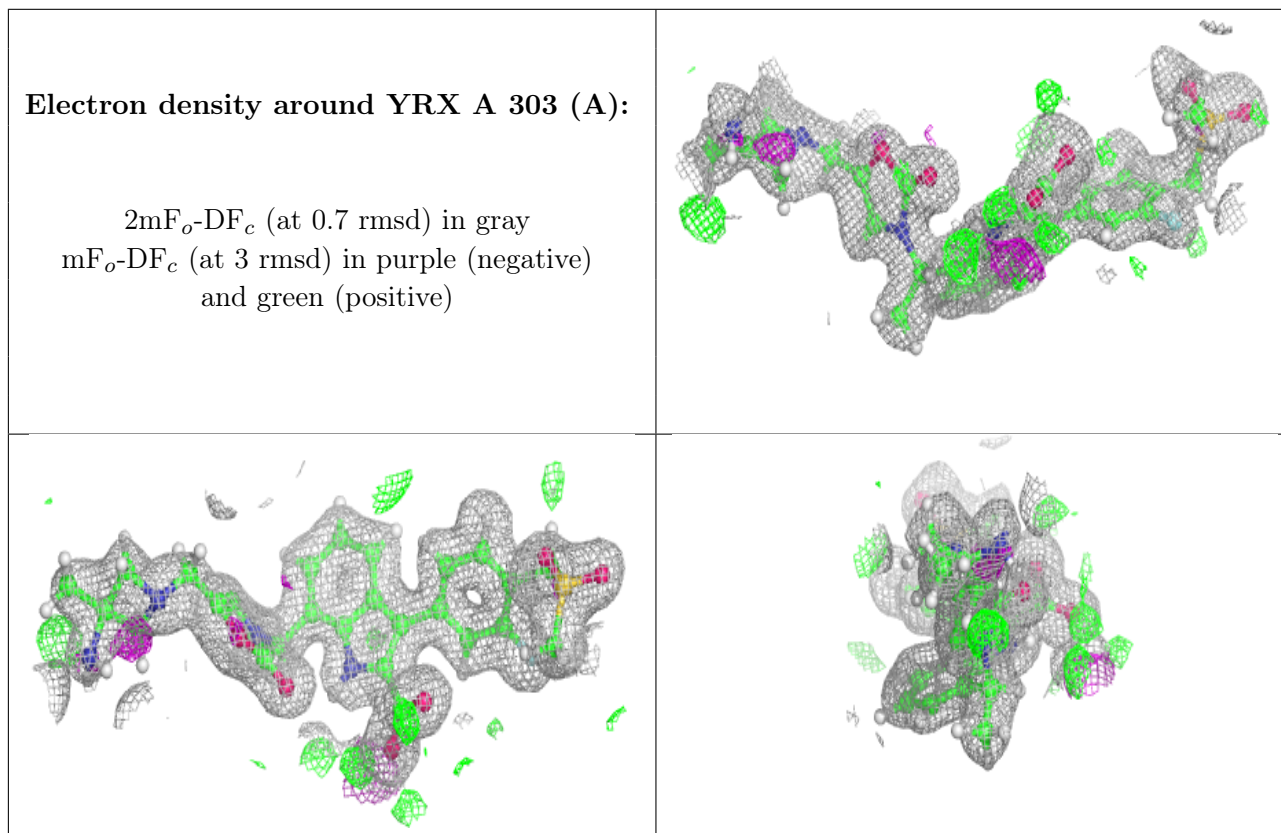 Electron density around YRX A 303 (A):
2mFo-DFc (at 0.7 rmsd) in gray
mFo-DFc (at 3 rmsd) in purple (negative)
and green (positive)